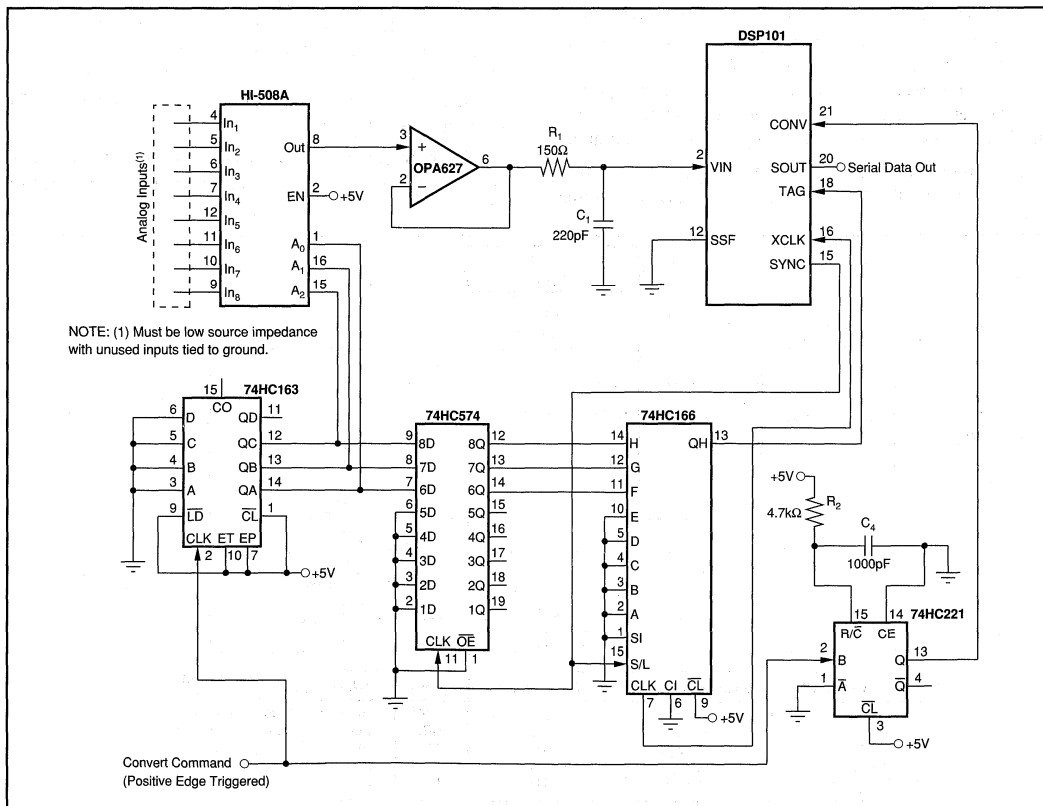 DSP101
HI-508A
Analog Inputs(1)
4 In1
5 In2
6 In3
7 In4
12 In5
11 In6
10 In7
9 In8
Out 8
EN 2 +5V
A0 1
A1 16
A2 15
3 +
OPA627
2 −
6
R1
150Ω
C1
220pF
2 VIN
12 SSF
CONV 21
SOUT 20 Serial Data Out
TAG 18
XCLK 16
SYNC 15
NOTE: (1) Must be low source impedance
with unused inputs tied to ground.
74HC163
15
CO
6 D QD 11
5 C QC 12
4 B QB 13
3 A QA 14
9 LD CL 1
CLK ET EP
2 10 7
+5V
74HC574
9 8D 8Q 12
8 7D 7Q 13
7 6D 6Q 14
6 5D 5Q 15
5 4D 4Q 16
4 3D 3Q 17
3 2D 2Q 18
2 1D 1Q 19
CLK OE
11 1
74HC166
14 H QH 13
12 G
11 F
10 E
5 D
4 C
3 B
2 A
1 SI
15 S/L
CLK CI CL
7 6 9
+5V
+5V
R2
4.7kΩ
C4
1000pF
74HC221
15 14
R/C CE
2 B Q 13
1 A Q 4
CL
3
+5V
Convert Command
(Positive Edge Triggered)